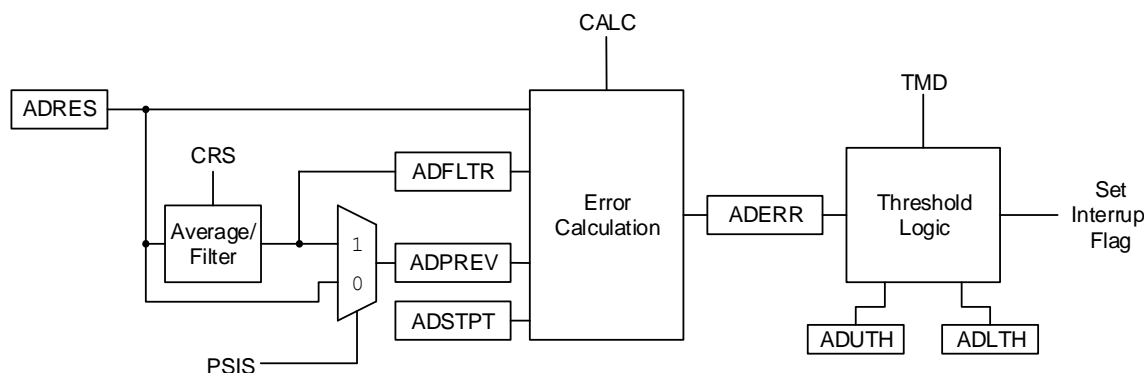 CALC
TMD
ADRES
CRS
ADFLTR
Average/
Filter
1
0
ADPREV
ADSTPT
PSIS
Error
Calculation
ADERR
Threshold
Logic
Set
Interrup
Flag
ADUTH
ADLTH